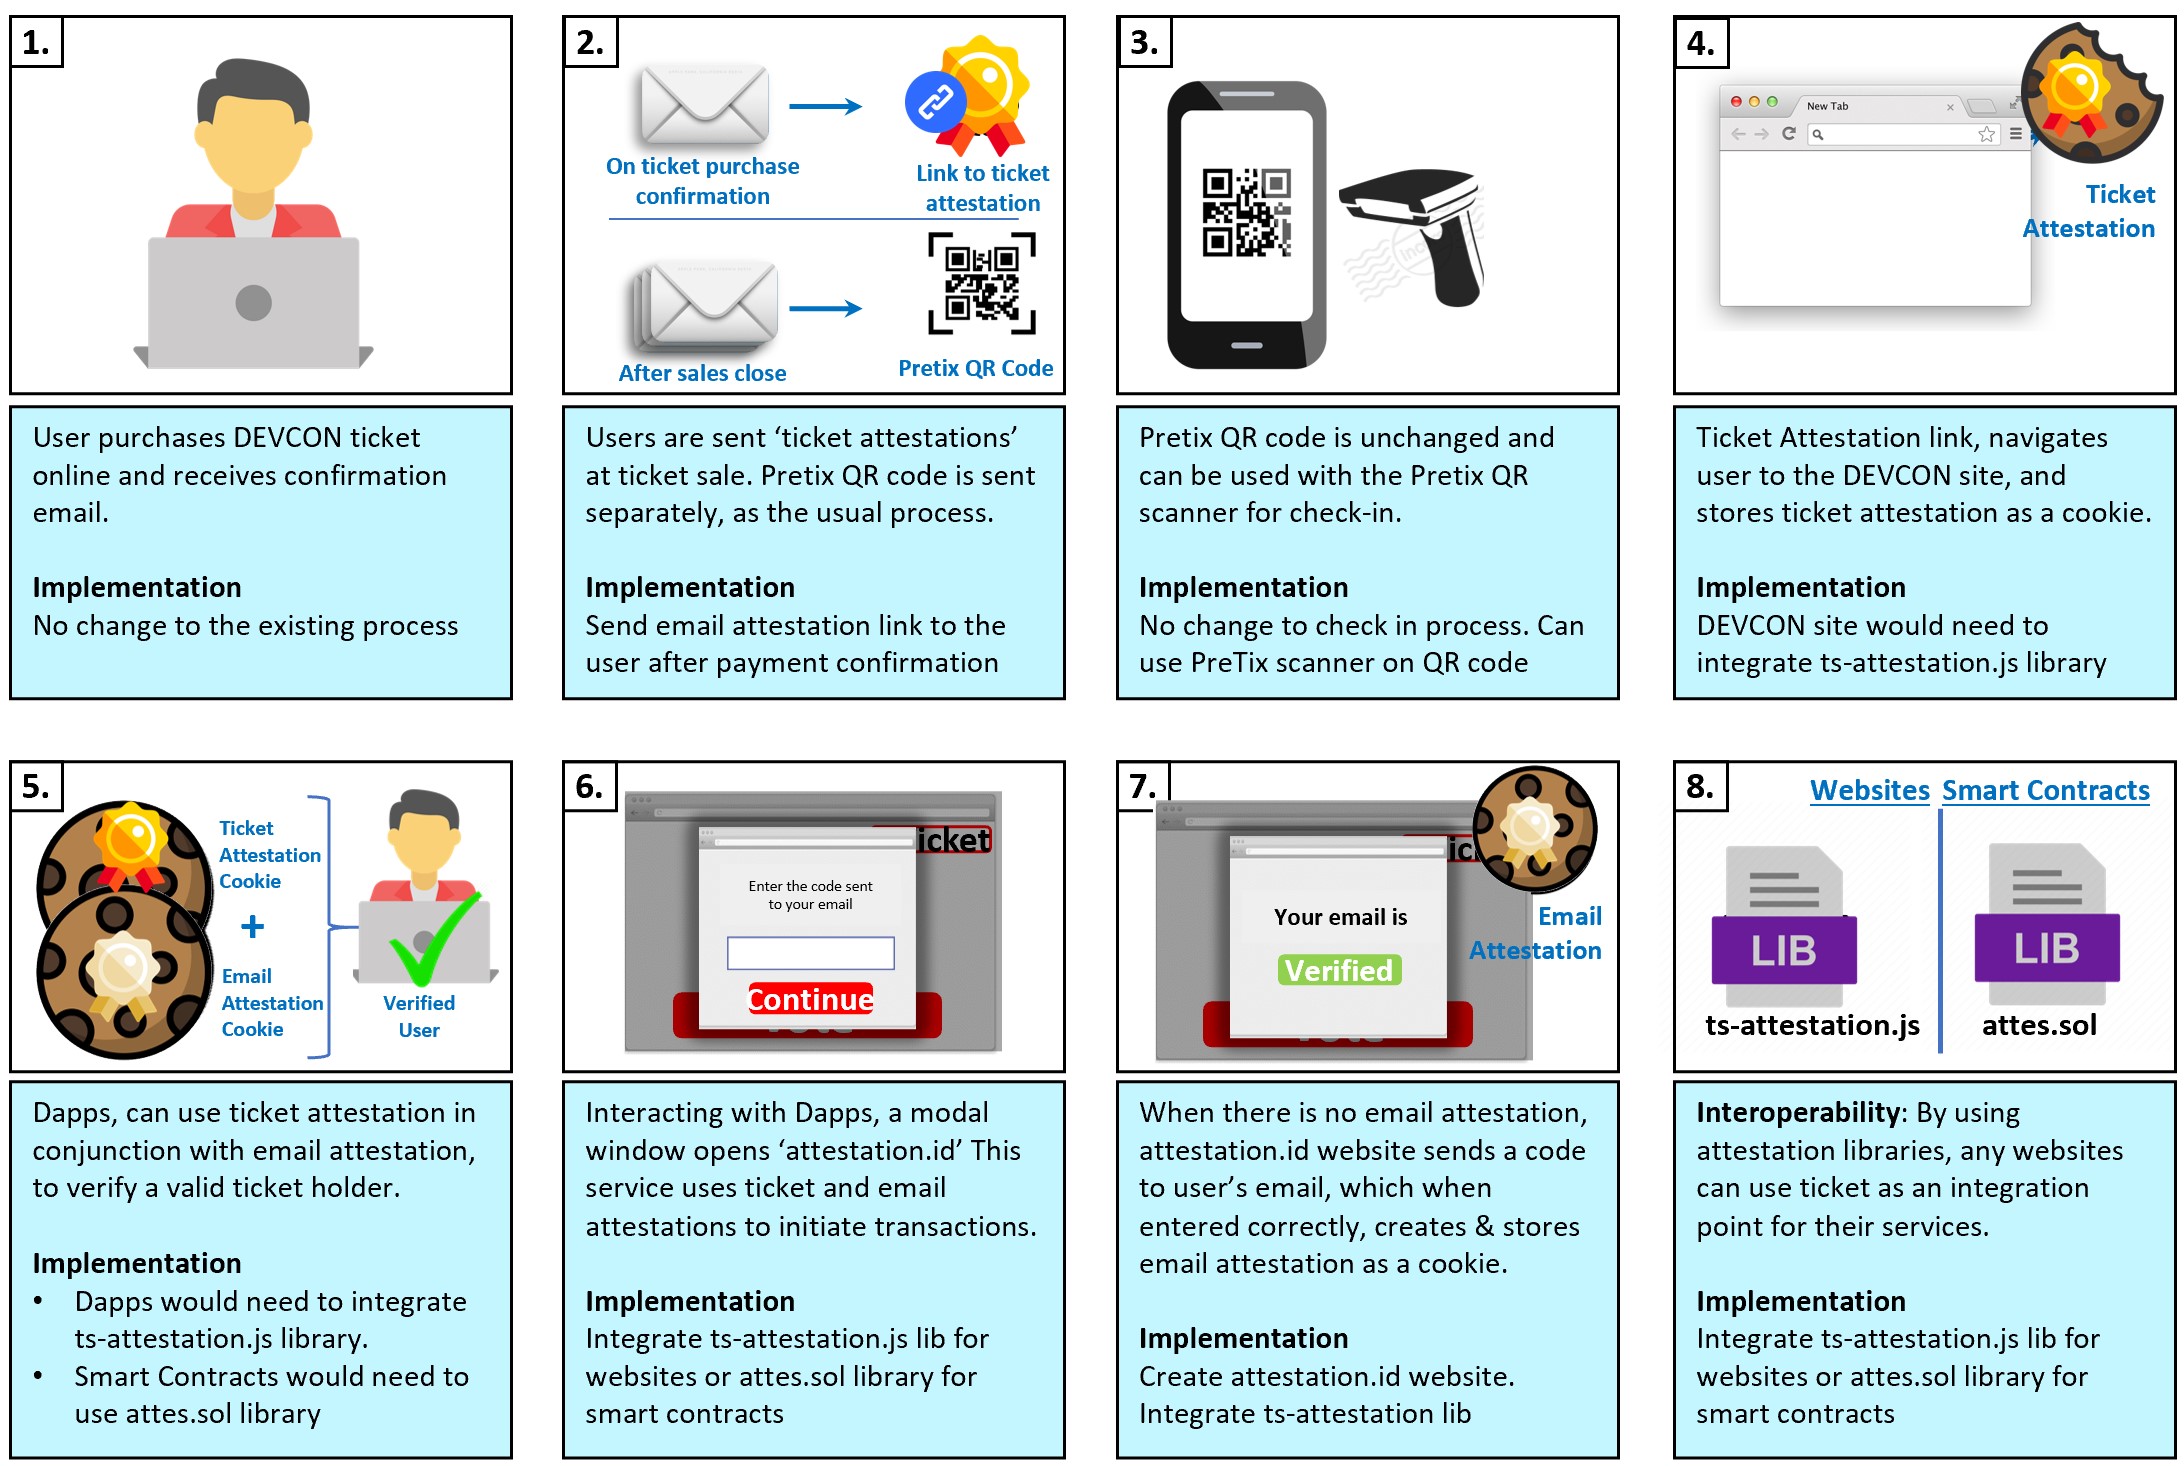 1.
User purchases DEVCON ticket
online and receives confirmation
email.
Implementation
No change to the existing process
2.
On ticket purchase
confirmation
Link to ticket
attestation
After sales close
Pretix QR Code
Users are sent ‘ticket attestations’
at ticket sale. Pretix QR code is sent
separately, as the usual process.
Implementation
Send email attestation link to the
user after payment confirmation
3.
Pretix QR code is unchanged and
can be used with the Pretix QR
scanner for check-in.
Implementation
No change to check in process. Can
use PreTix scanner on QR code
4.
New Tab
Ticket
Attestation
Ticket Attestation link, navigates
user to the DEVCON site, and
stores ticket attestation as a cookie.
Implementation
DEVCON site would need to
integrate ts-attestation.js library
5.
Ticket
Attestation
Cookie
+
Email
Attestation
Cookie
Verified
User
Dapps, can use ticket attestation in
conjunction with email attestation,
to verify a valid ticket holder.
Implementation
• Dapps would need to integrate
ts-attestation.js library.
• Smart Contracts would need to
use attes.sol library
6.
icket
Enter the code sent
to your email
Continue
Interacting with Dapps, a modal
window opens ‘attestation.id’ This
service uses ticket and email
attestations to initiate transactions.
Implementation
Integrate ts-attestation.js lib for
websites or attes.sol library for
smart contracts
7.
Your email is
Verified
Email
Attestation
When there is no email attestation,
attestation.id website sends a code
to user’s email, which when
entered correctly, creates & stores
email attestation as a cookie.
Implementation
Create attestation.id website.
Integrate ts-attestation lib
8.
Websites Smart Contracts
LIB LIB
ts-attestation.js attes.sol
Interoperability: By using
attestation libraries, any websites
can use ticket as an integration
point for their services.
Implementation
Integrate ts-attestation.js lib for
websites or attes.sol library for
smart contracts